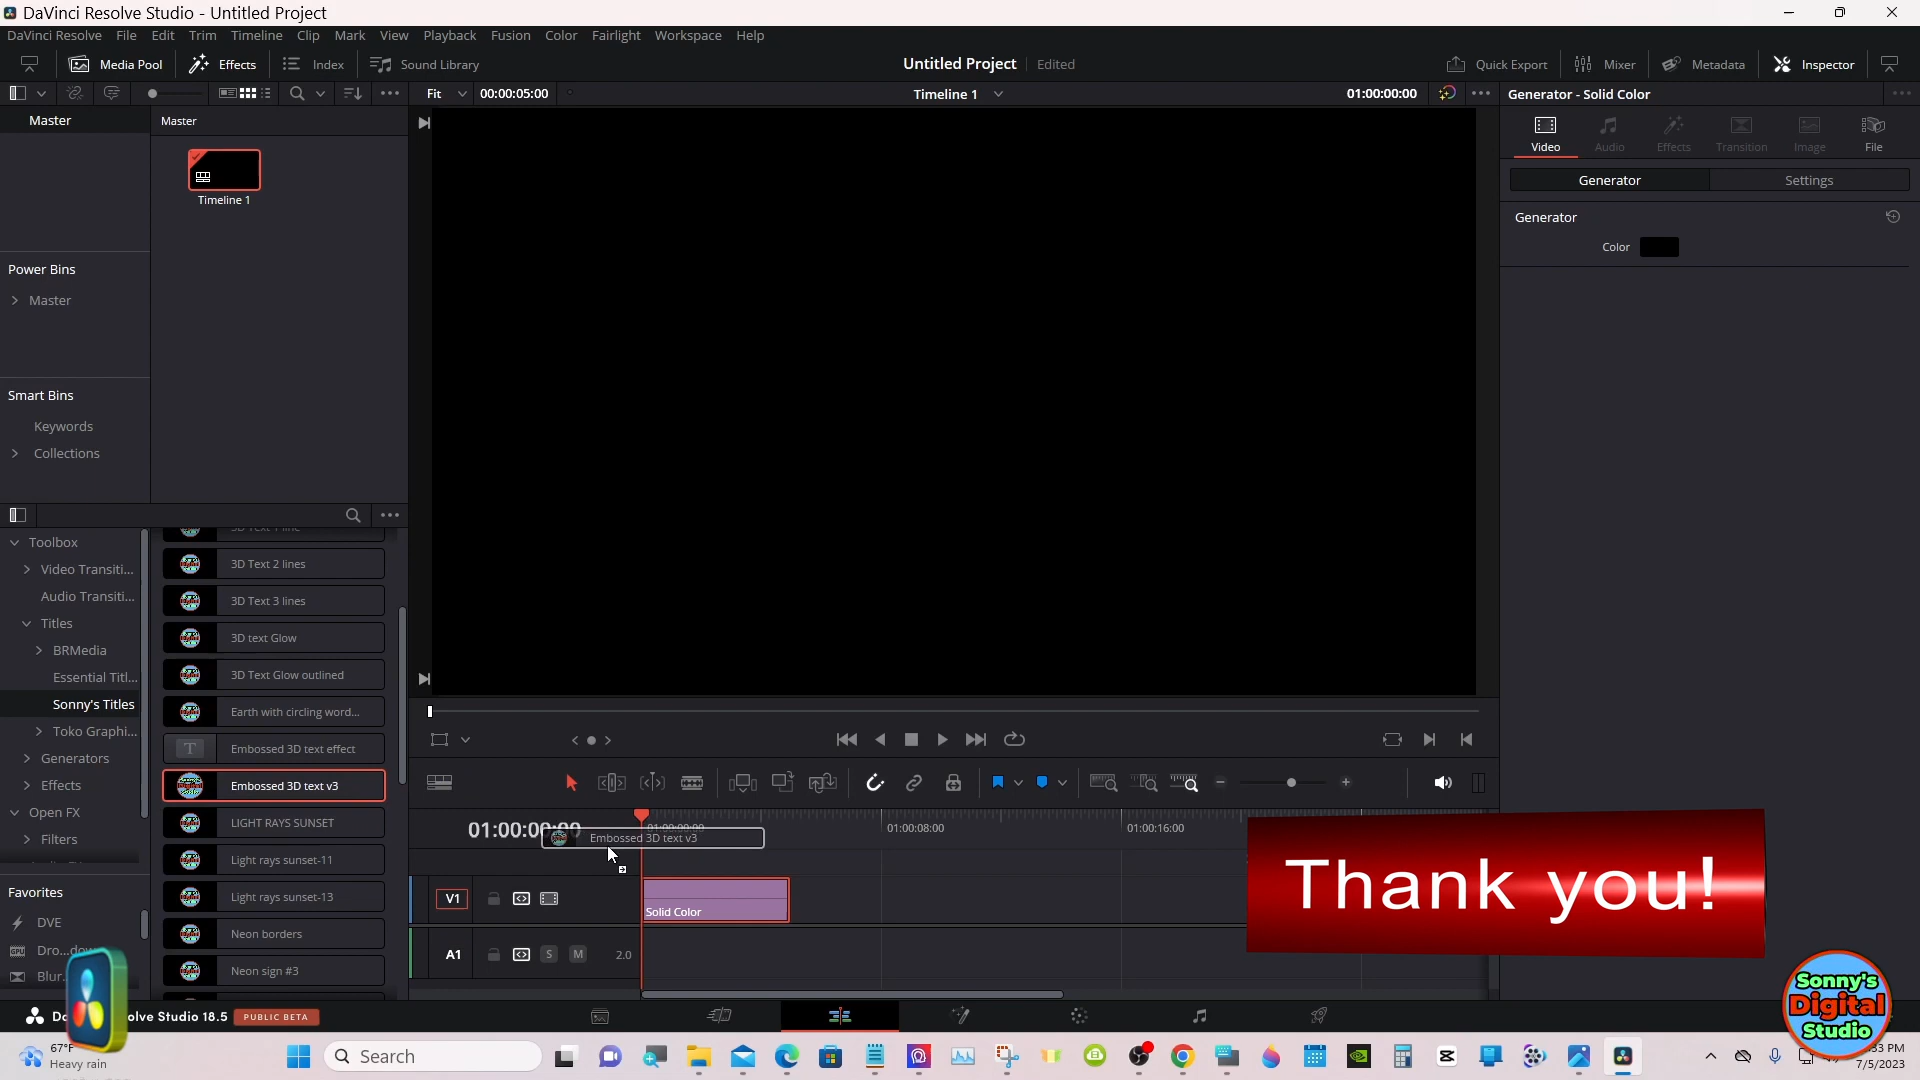 DaVinci Resolve Studio - Untitled Project
DaVinci Resolve File Edit Trim Timeline Clip Mark View Playback Fusion Color Fairlight Workspace Help
Media Pool Effects Index Sound Library Untitled Project Edited Quick Export Mixer Metadata Inspector
Fit 00:00:05:00 Timeline 1 01:00:00:00 Generator - Solid Color
Master Master
Video Audio Effects Transition Image File
Generator Settings
Timeline 1
Generator
Color
Power Bins
Master
Smart Bins
Keywords
Collections
Toolbox
3D Text 2 lines
Video Transiti...
Audio Transiti...
3D Text 3 lines
Titles
3D text Glow
BRMedia
Essential Titl...
3D Text Glow outlined
Sonny's Titles
Earth with circling word...
Toko Graphi...
Embossed 3D text effect
Generators
Effects
Embossed 3D text v3
Open FX
LIGHT RAYS SUNSET
Filters
01:00:00:00
Embossed 3D text v3
01:00:08:00 01:00:16:00
Light rays sunset-11
Favorites
Light rays sunset-13
V1
Solid Color
Thank you!
DVE
Neon borders
A1 S M 2.0
Neon sign #3
Sonny's
Digital
Studio
olve Studio 18.5 PUBLIC BETA
67°F
Heavy rain
Search
:33 PM
7/5/2023